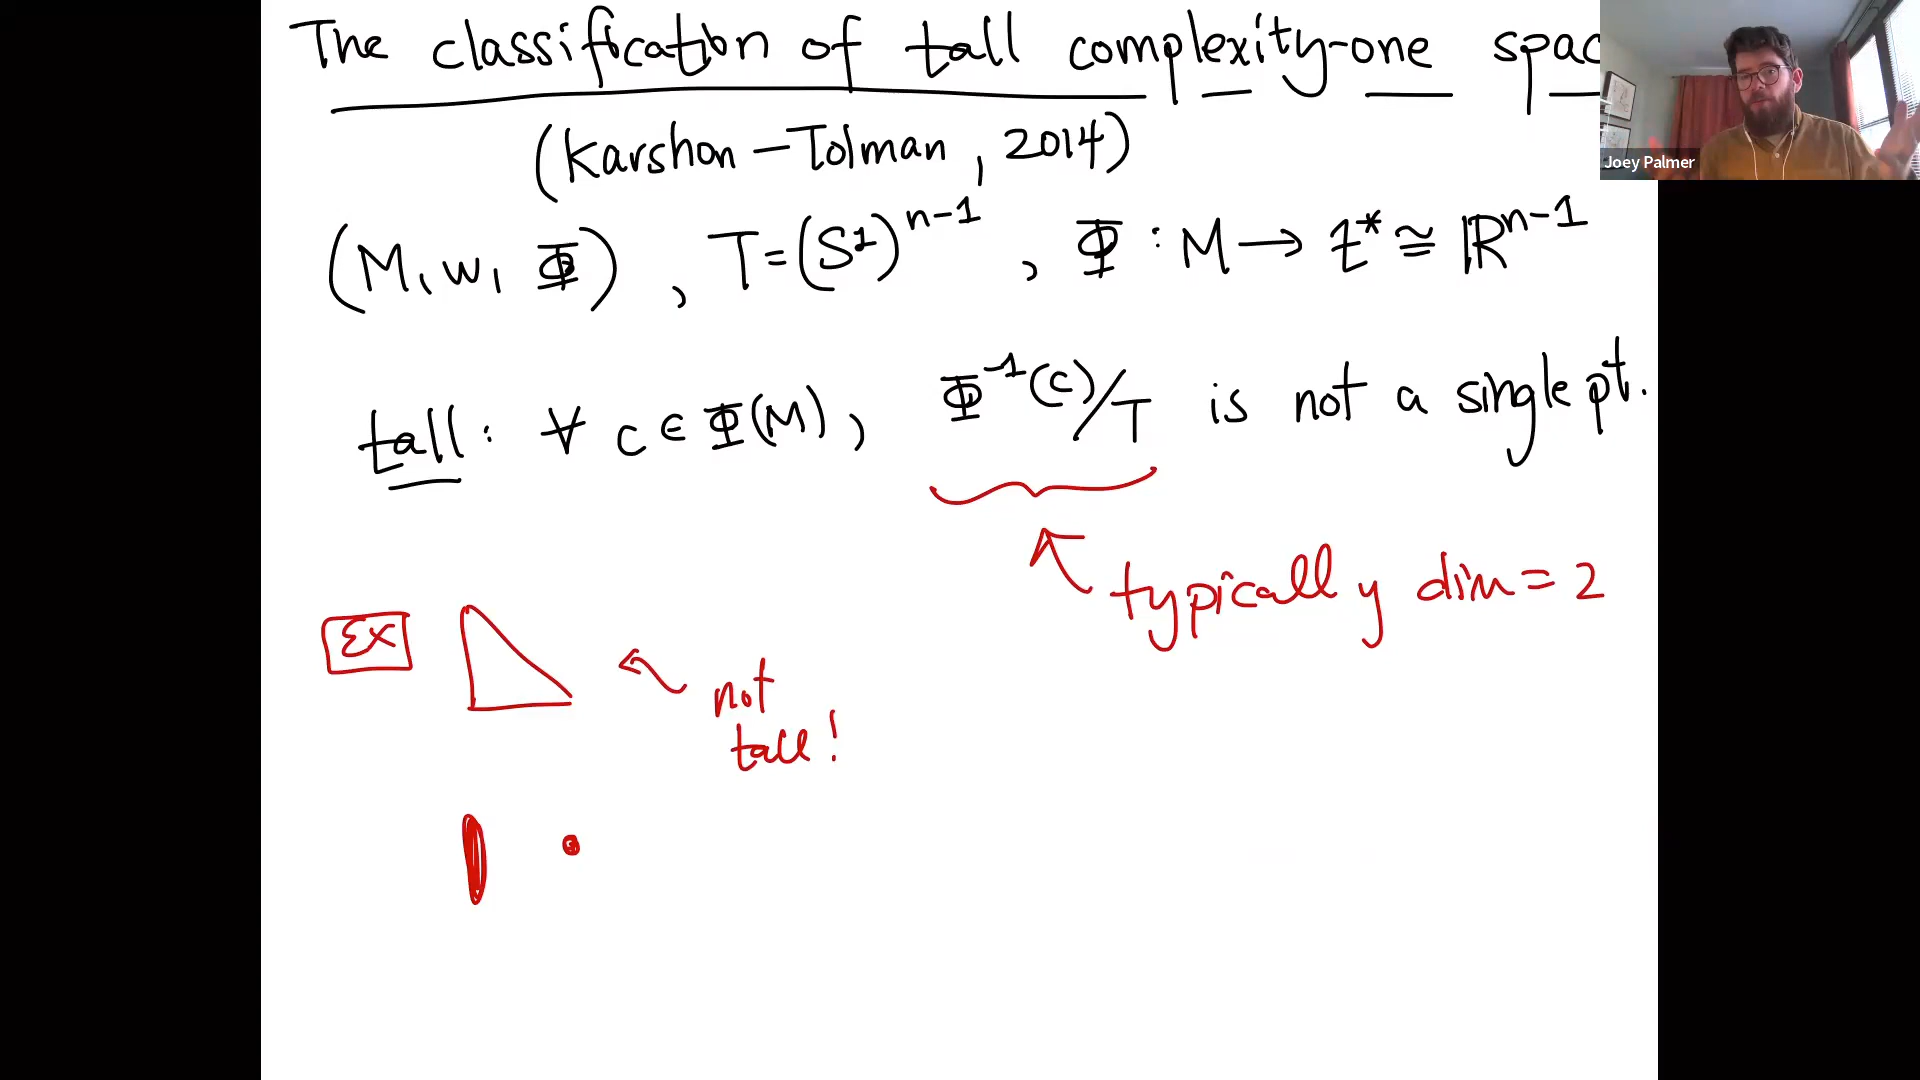 The classification of tall complexity-one spac
(Karshon-Tolman, 2014)
(M, ω, Φ), T=(S¹)ⁿ⁻¹, Φ: M → t* ≅ ℝⁿ⁻¹
tall: ∀ c ∈ Φ(M), Φ⁻¹(c)/T is not a single pt.
typically dim = 2
Ex
not
tall!
Joey Palmer